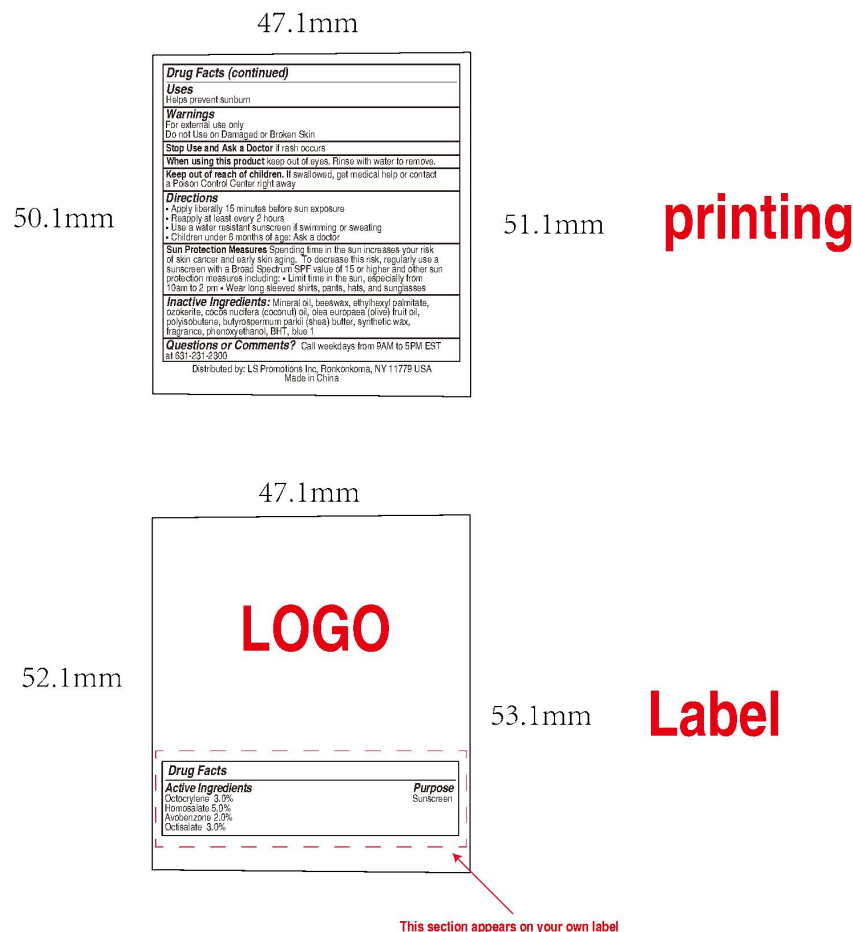 47.1mm
Drug Facts (continued)
Uses
Helps prevent sunburn
Warnings
For external use only
Do not Use on Damaged or Broken Skin
Stop Use and Ask a Doctor if rash occurs
When using this product keep out of eyes. Rinse with water to remove.
Keep out of reach of children. If swallowed, get medical help or contact
a Poison Control Center right away
Directions
• Apply liberally 15 minutes before sun exposure
• Reapply at least every 2 hours
• Use a water resistant sunscreen if swimming or sweating
• Children under 6 months of age: Ask a doctor
Sun Protection Measures Spending time in the sun increases your risk
of skin cancer and early skin aging. To decrease this risk, regularly use a
sunscreen with a Broad Spectrum SPF value of 15 or higher and other sun
protection measures including: • Limit time in the sun, especially from
10am to 2 pm • Wear long sleeved shirts, pants, hats, and sunglasses
Inactive Ingredients: Mineral oil, beeswax, ethylhexyl palmitate,
ozokerite, cocos nucifera (coconut) oil, olea europaea (olive) fruit oil,
polyisobutene, butyrospermum parkii (shea) butter, synthetic wax,
fragrance, phenoxyethanol, BHT, blue 1
Questions or Comments? Call weekdays from 9AM to 5PM EST
at 631-231-2300
Distributed by: LS Promotions Inc, Ronkonkoma, NY 11779 USA
Made in China
50.1mm
51.1mm
printing
47.1mm
LOGO
52.1mm
53.1mm
Label
Drug Facts
Active Ingredients Purpose
Octocrylene 3.0% Sunscreen
Homosalate 5.0%
Avobenzone 2.0%
Octisalate 3.0%
This section appears on your own label